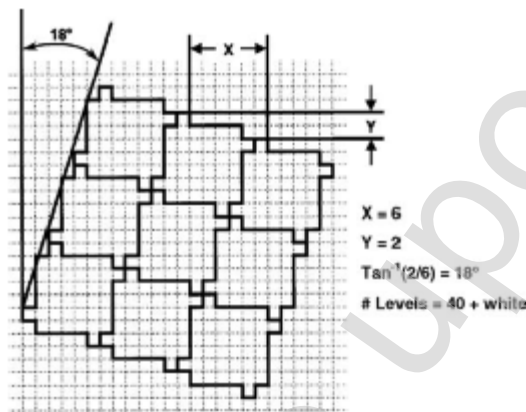 18°
X
Y
X = 6
Y = 2
Tan⁻¹(2/6) = 18°
# Levels = 40 + white